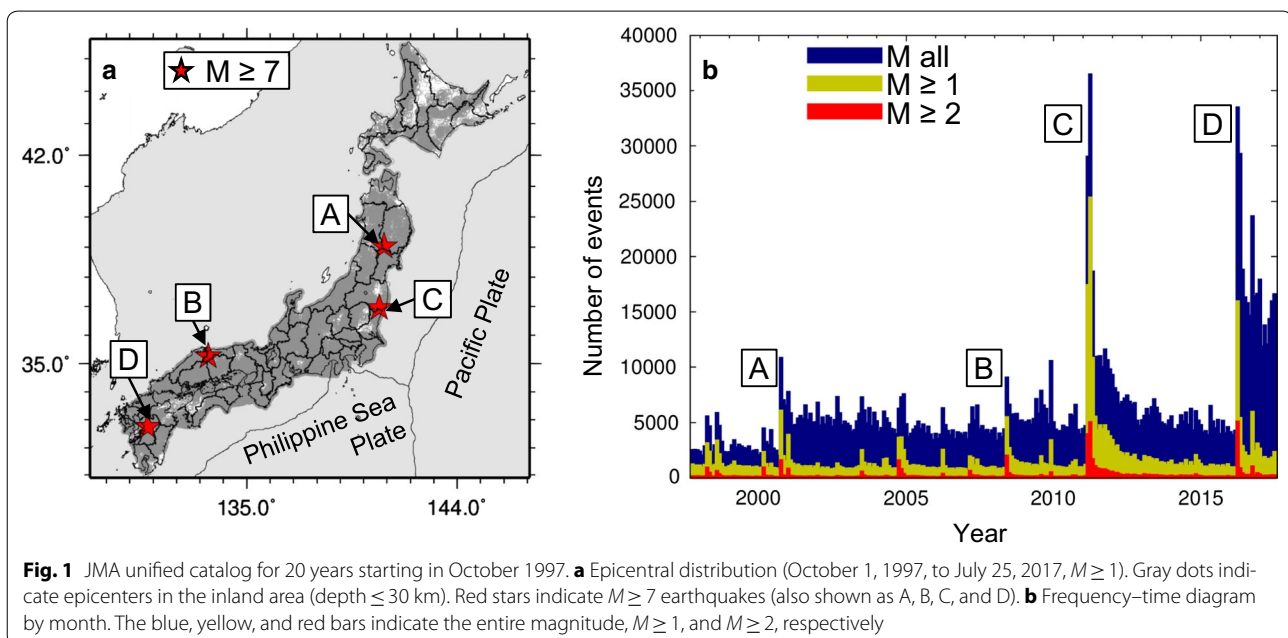 a
M ≥ 7
42.0˚
35.0˚
135.0˚
144.0˚
A
B
C
D
Pacific Plate
Philippine Sea
Plate
b
M all
M ≥ 1
M ≥ 2
A
B
C
D
40000
35000
30000
25000
20000
15000
10000
5000
0
Number of events
2000
2005
2010
2015
Year
Fig. 1 JMA unified catalog for 20 years starting in October 1997. a Epicentral distribution (October 1, 1997, to July 25, 2017, M ≥ 1). Gray dots indi-
cate epicenters in the inland area (depth ≤ 30 km). Red stars indicate M ≥ 7 earthquakes (also shown as A, B, C, and D). b Frequency–time diagram
by month. The blue, yellow, and red bars indicate the entire magnitude, M ≥ 1, and M ≥ 2, respectively